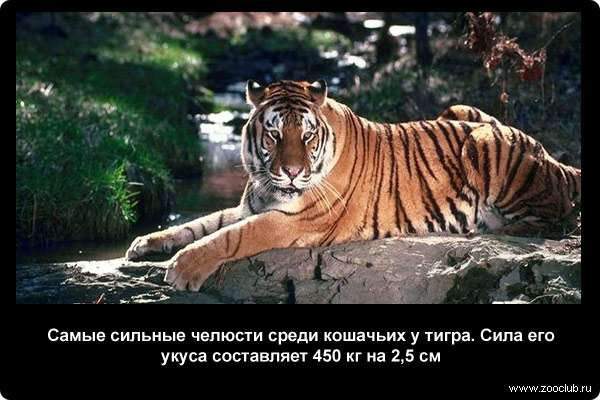 Самые сильные челюсти среди кошачьих у тигра. Сила его
укуса составляет 450 кг на 2,5 см
www.zooclub.ru